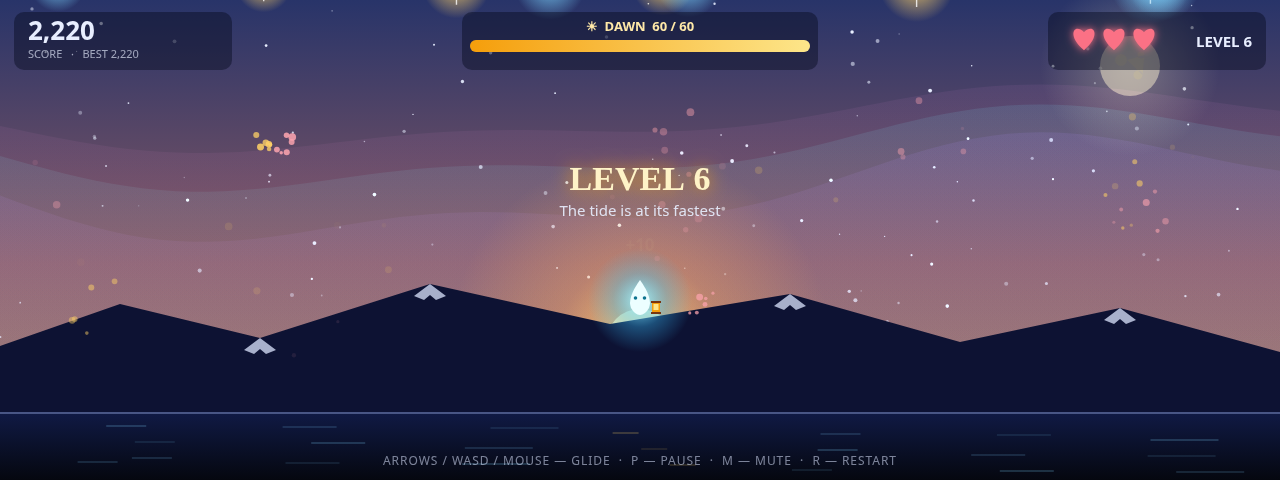 2,220
SCORE · BEST 2,220
☀ DAWN 60 / 60
LEVEL 6
LEVEL 6
The tide is at its fastest
+10
ARROWS / WASD / MOUSE — GLIDE · P — PAUSE · M — MUTE · R — RESTART